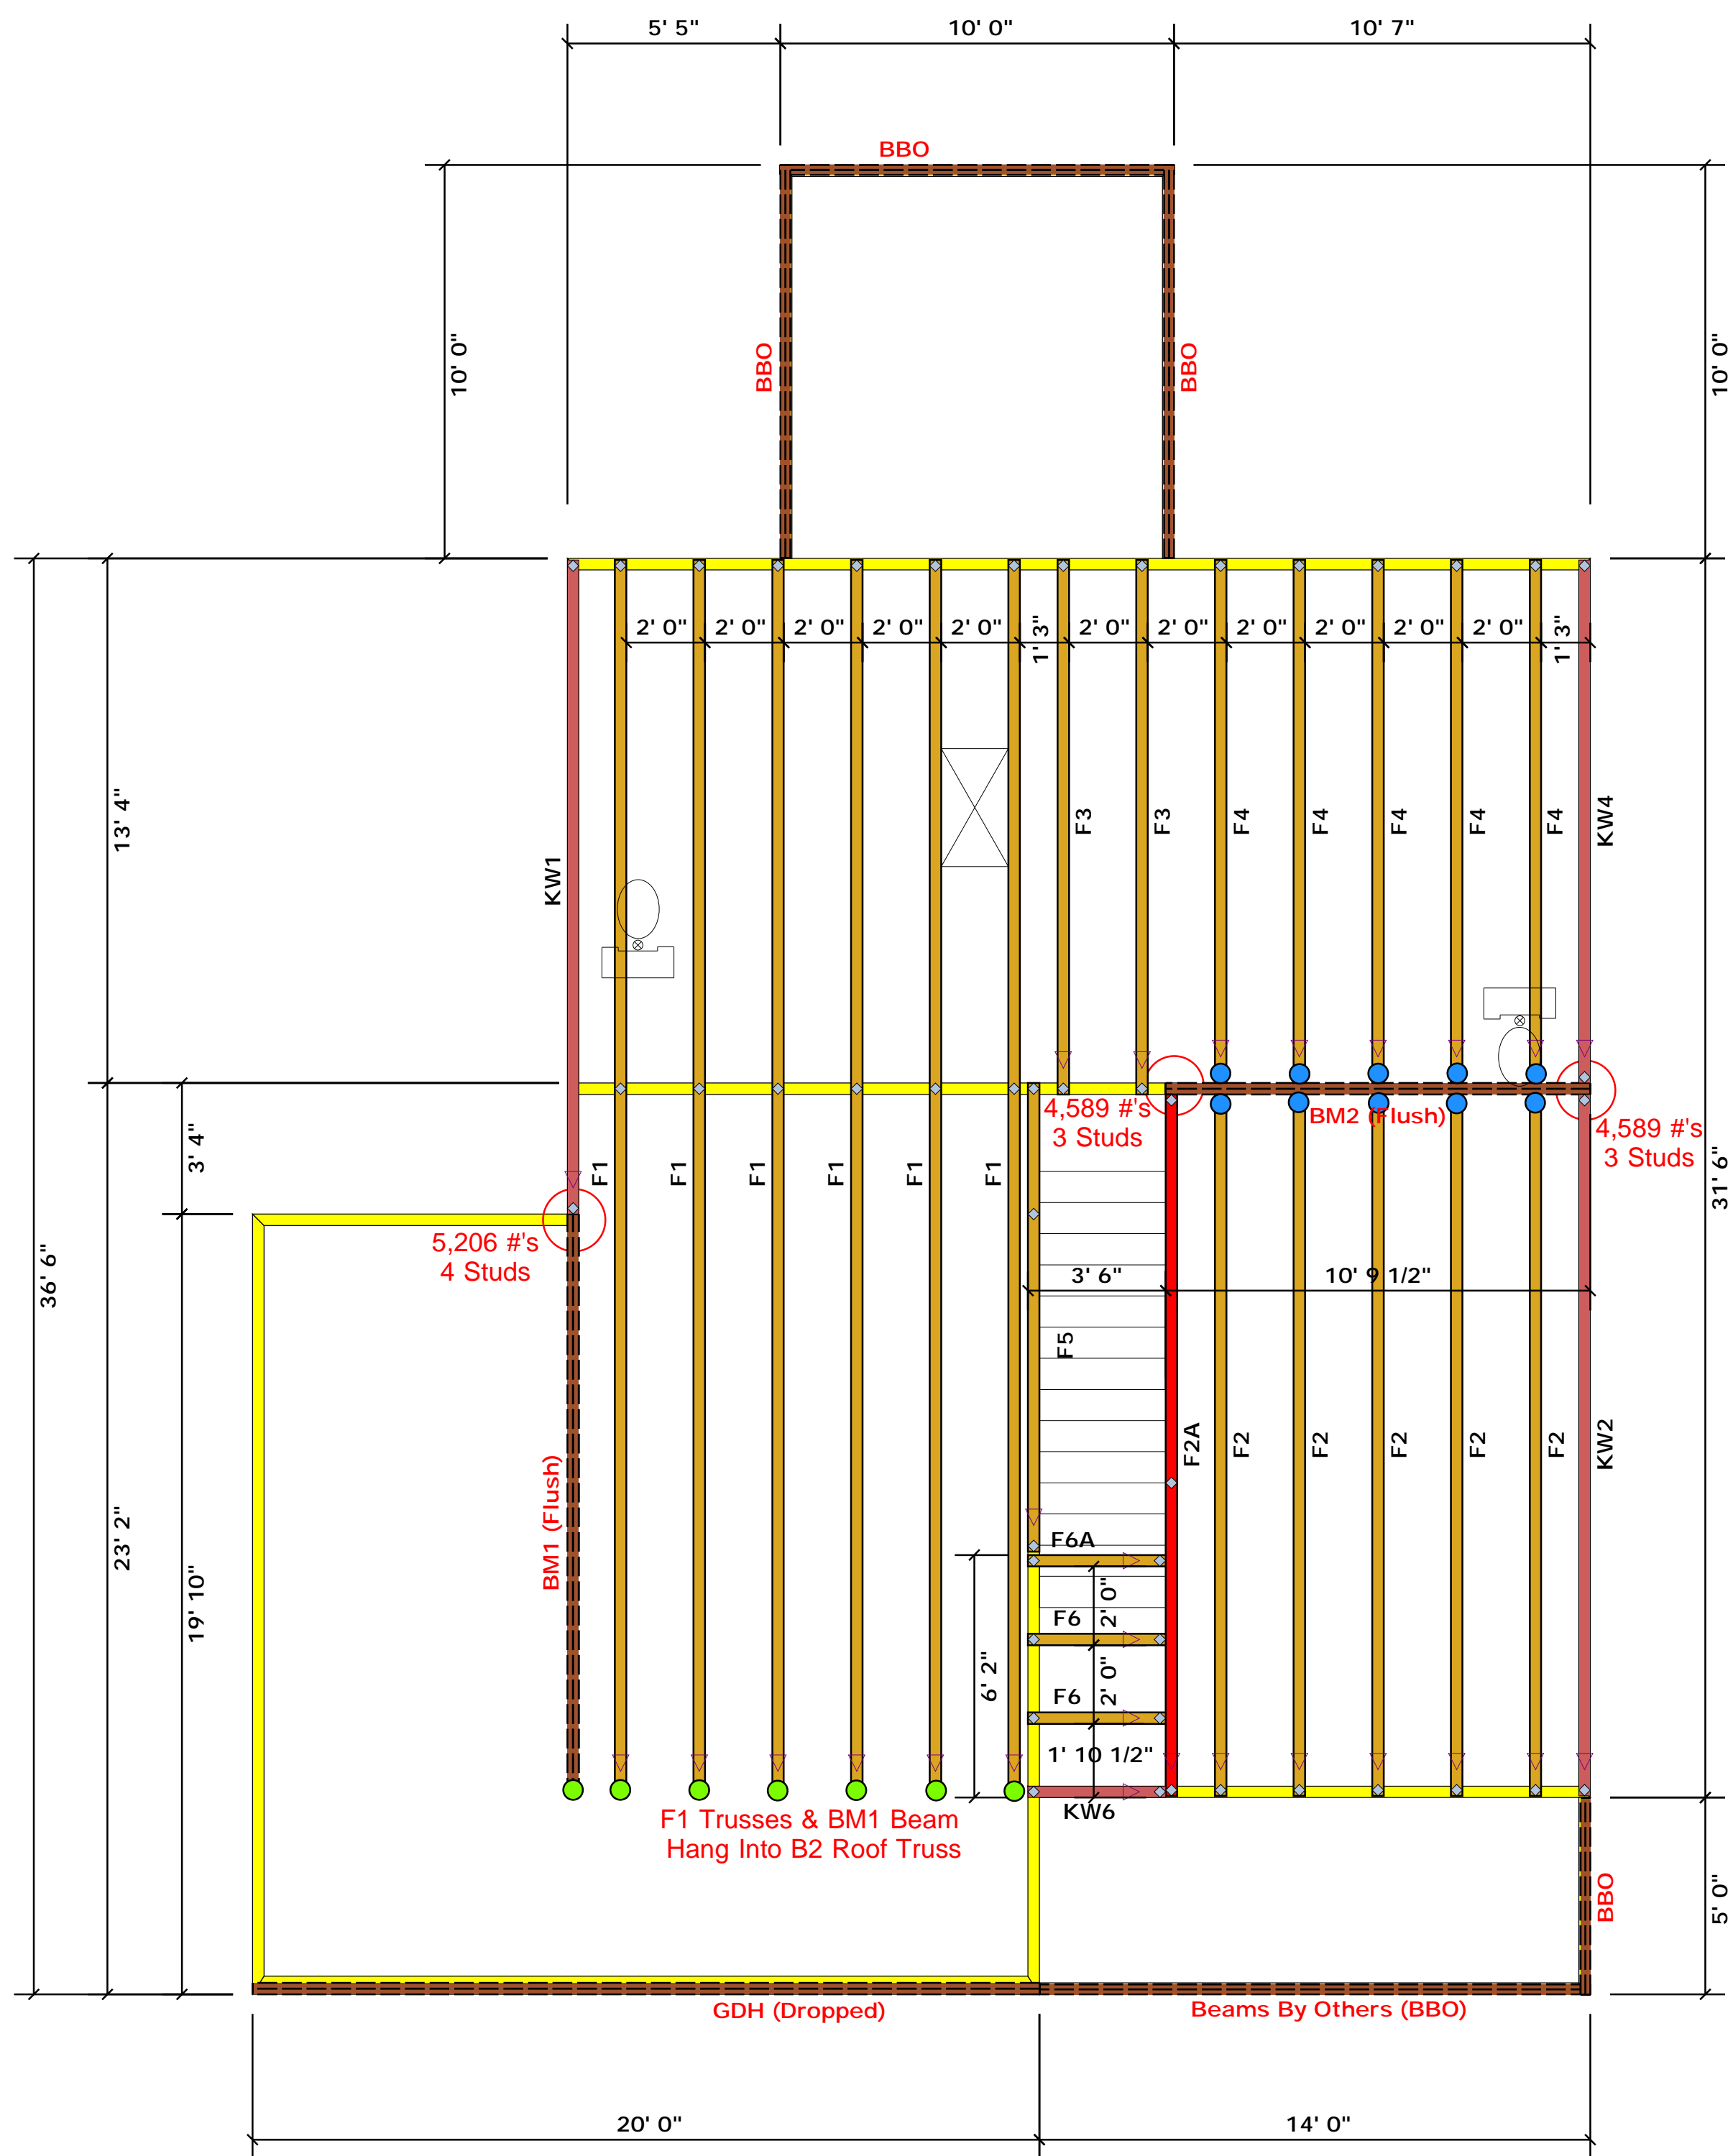 5' 5"
10' 0"
10' 7"
BBO
10' 0"
BBO
BBO
10' 0"
2' 0"
2' 0"
2' 0"
2' 0"
2' 0"
1' 3"
2' 0"
2' 0"
2' 0"
2' 0"
2' 0"
2' 0"
1' 3"
13' 4"
KW1
F3
F3
F4
F4
F4
F4
F4
KW4
3' 4"
F1
F1
F1
F1
F1
F1
4,589 #'s
3 Studs
BM2 (Flush)
4,589 #'s
3 Studs
31' 6"
5,206 #'s
4 Studs
36' 6"
3' 6"
10' 9 1/2"
F5
F2A
F2
F2
F2
F2
F2
KW2
BM1 (Flush)
23' 2"
19' 10"
F6A
2' 0"
F6
2' 0"
6' 2"
F6
1' 10 1/2"
KW6
F1 Trusses & BM1 Beam
Hang Into B2 Roof Truss
BBO
5' 0"
GDH (Dropped)
Beams By Others (BBO)
20' 0"
14' 0"